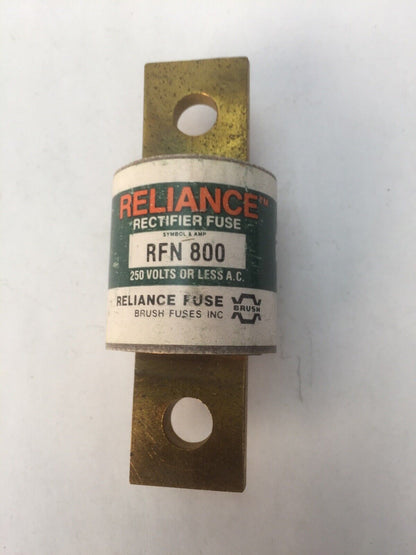 RELIANCE™
RECTIFIER FUSE
SYMBOL & AMP
RFN 800
250 VOLTS OR LESS A.C.
RELIANCE FUSE
BRUSH FUSES INC
BRUSH